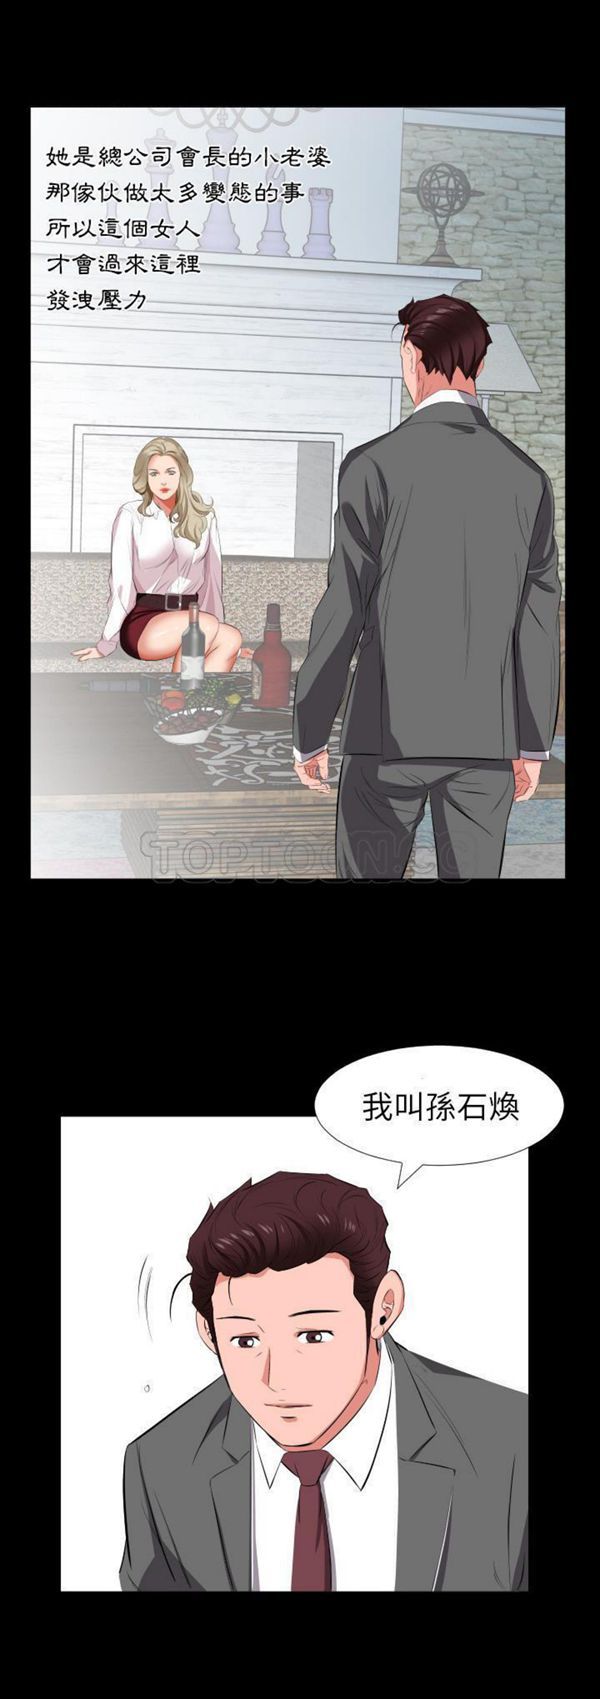 她是總公司會長的小老婆
那傢伙做太多變態的事
所以這個女人
才會過來這裡
發洩壓力
TOPTOON.CC
我叫孫石煥